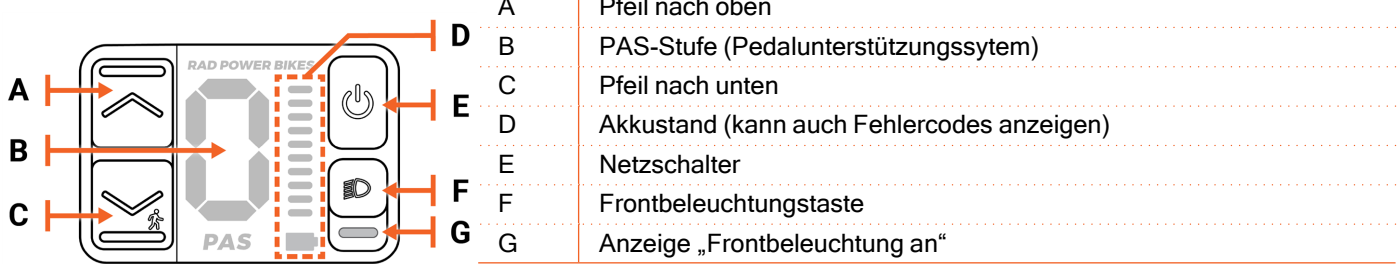 A Pfeil nach oben
B PAS-Stufe (Pedalunterstützungssytem)
C Pfeil nach unten
D Akkustand (kann auch Fehlercodes anzeigen)
E Netzschalter
F Frontbeleuchtungstaste
G Anzeige „Frontbeleuchtung an“
A
B
C
D
E
F
G
RAD POWER BIKES
0
PAS